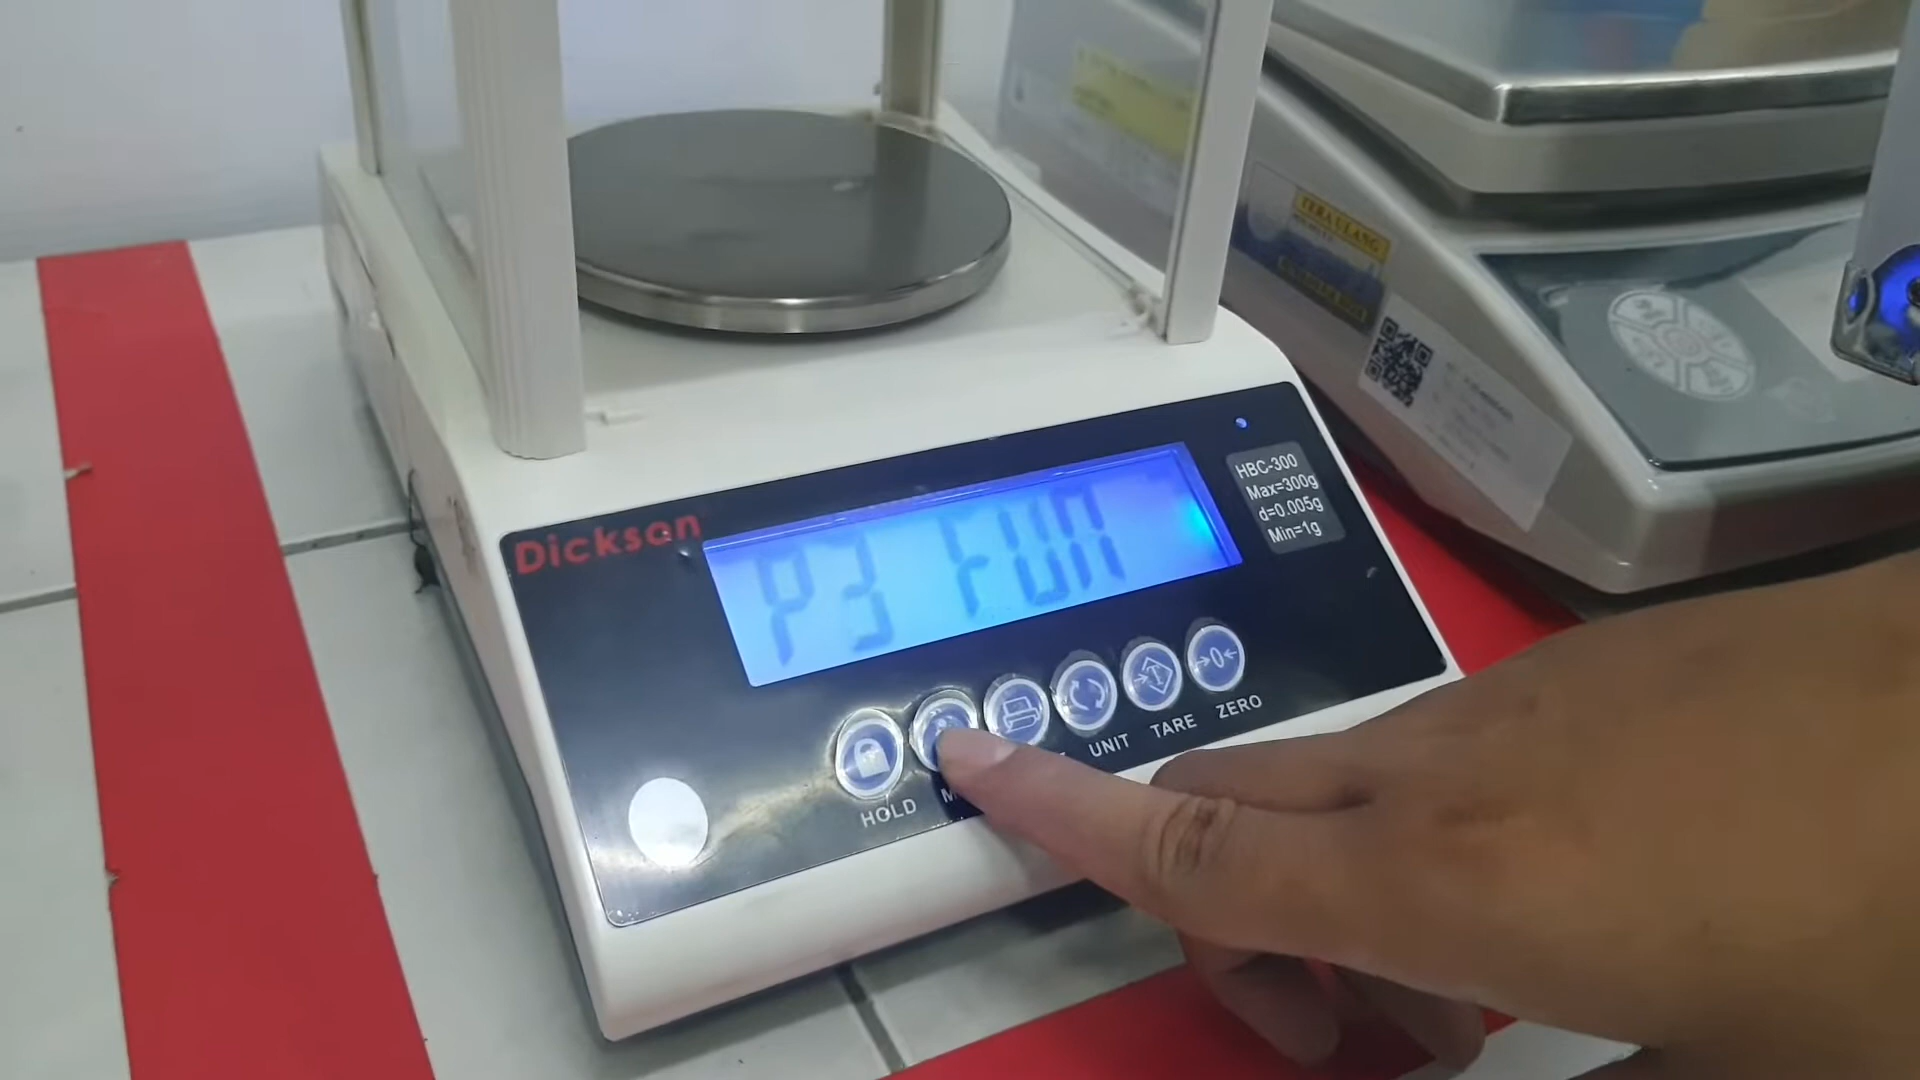 Dickson
P3 FUN
HBC-300
Max=300g
d=0.005g
Min=1g
HOLD
UNIT
TARE
ZERO
TERA ULANG